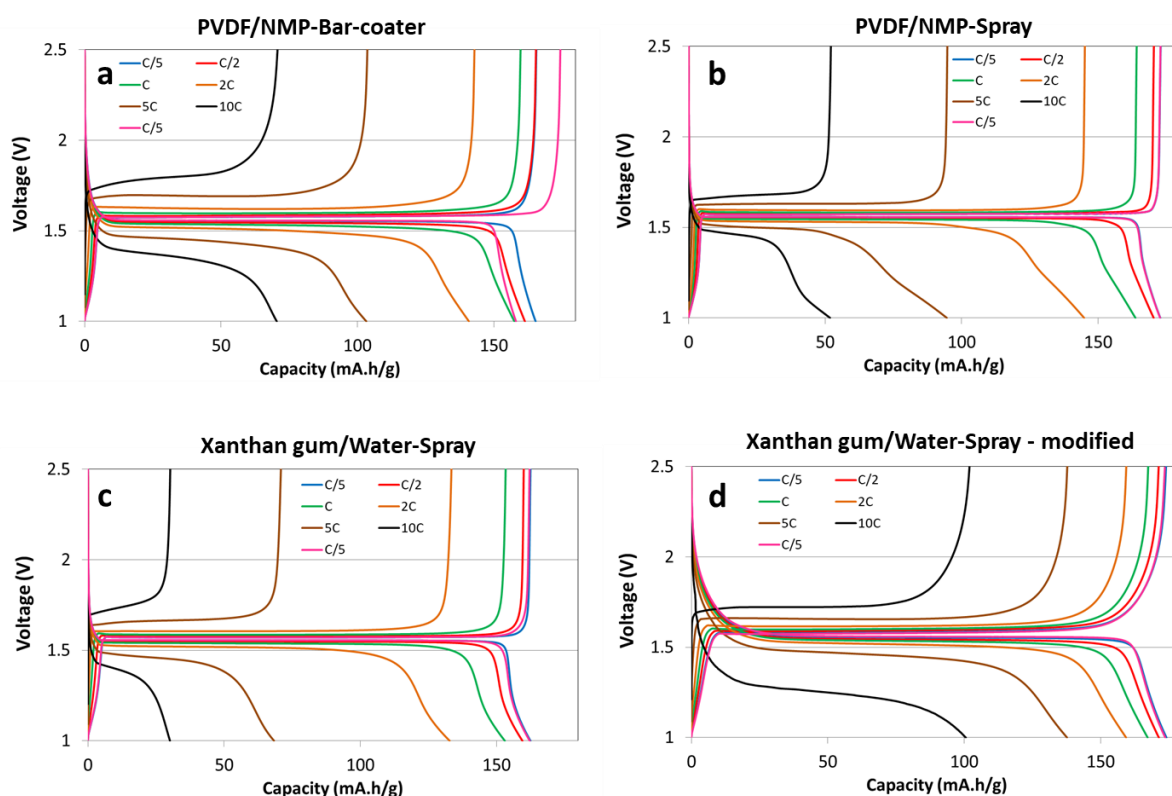 PVDF/NMP-Bar-coater
a
C/5 C/2
C 2C
5C 10C
C/5
Voltage (V)
2.5
2
1.5
1
0 50 100 150
Capacity (mA.h/g)
PVDF/NMP-Spray
b
C/5 C/2
C 2C
5C 10C
C/5
Voltage (V)
2.5
2
1.5
1
0 50 100 150
Capacity (mA.h/g)
Xanthan gum/Water-Spray
c
C/5 C/2
C 2C
5C 10C
C/5
Voltage (V)
2.5
2
1.5
1
0 50 100 150
Capacity (mA.h/g)
Xanthan gum/Water-Spray - modified
d
C/5 C/2
C 2C
5C 10C
C/5
Voltage (V)
2.5
2
1.5
1
0 50 100 150
Capacity (mA.h/g)